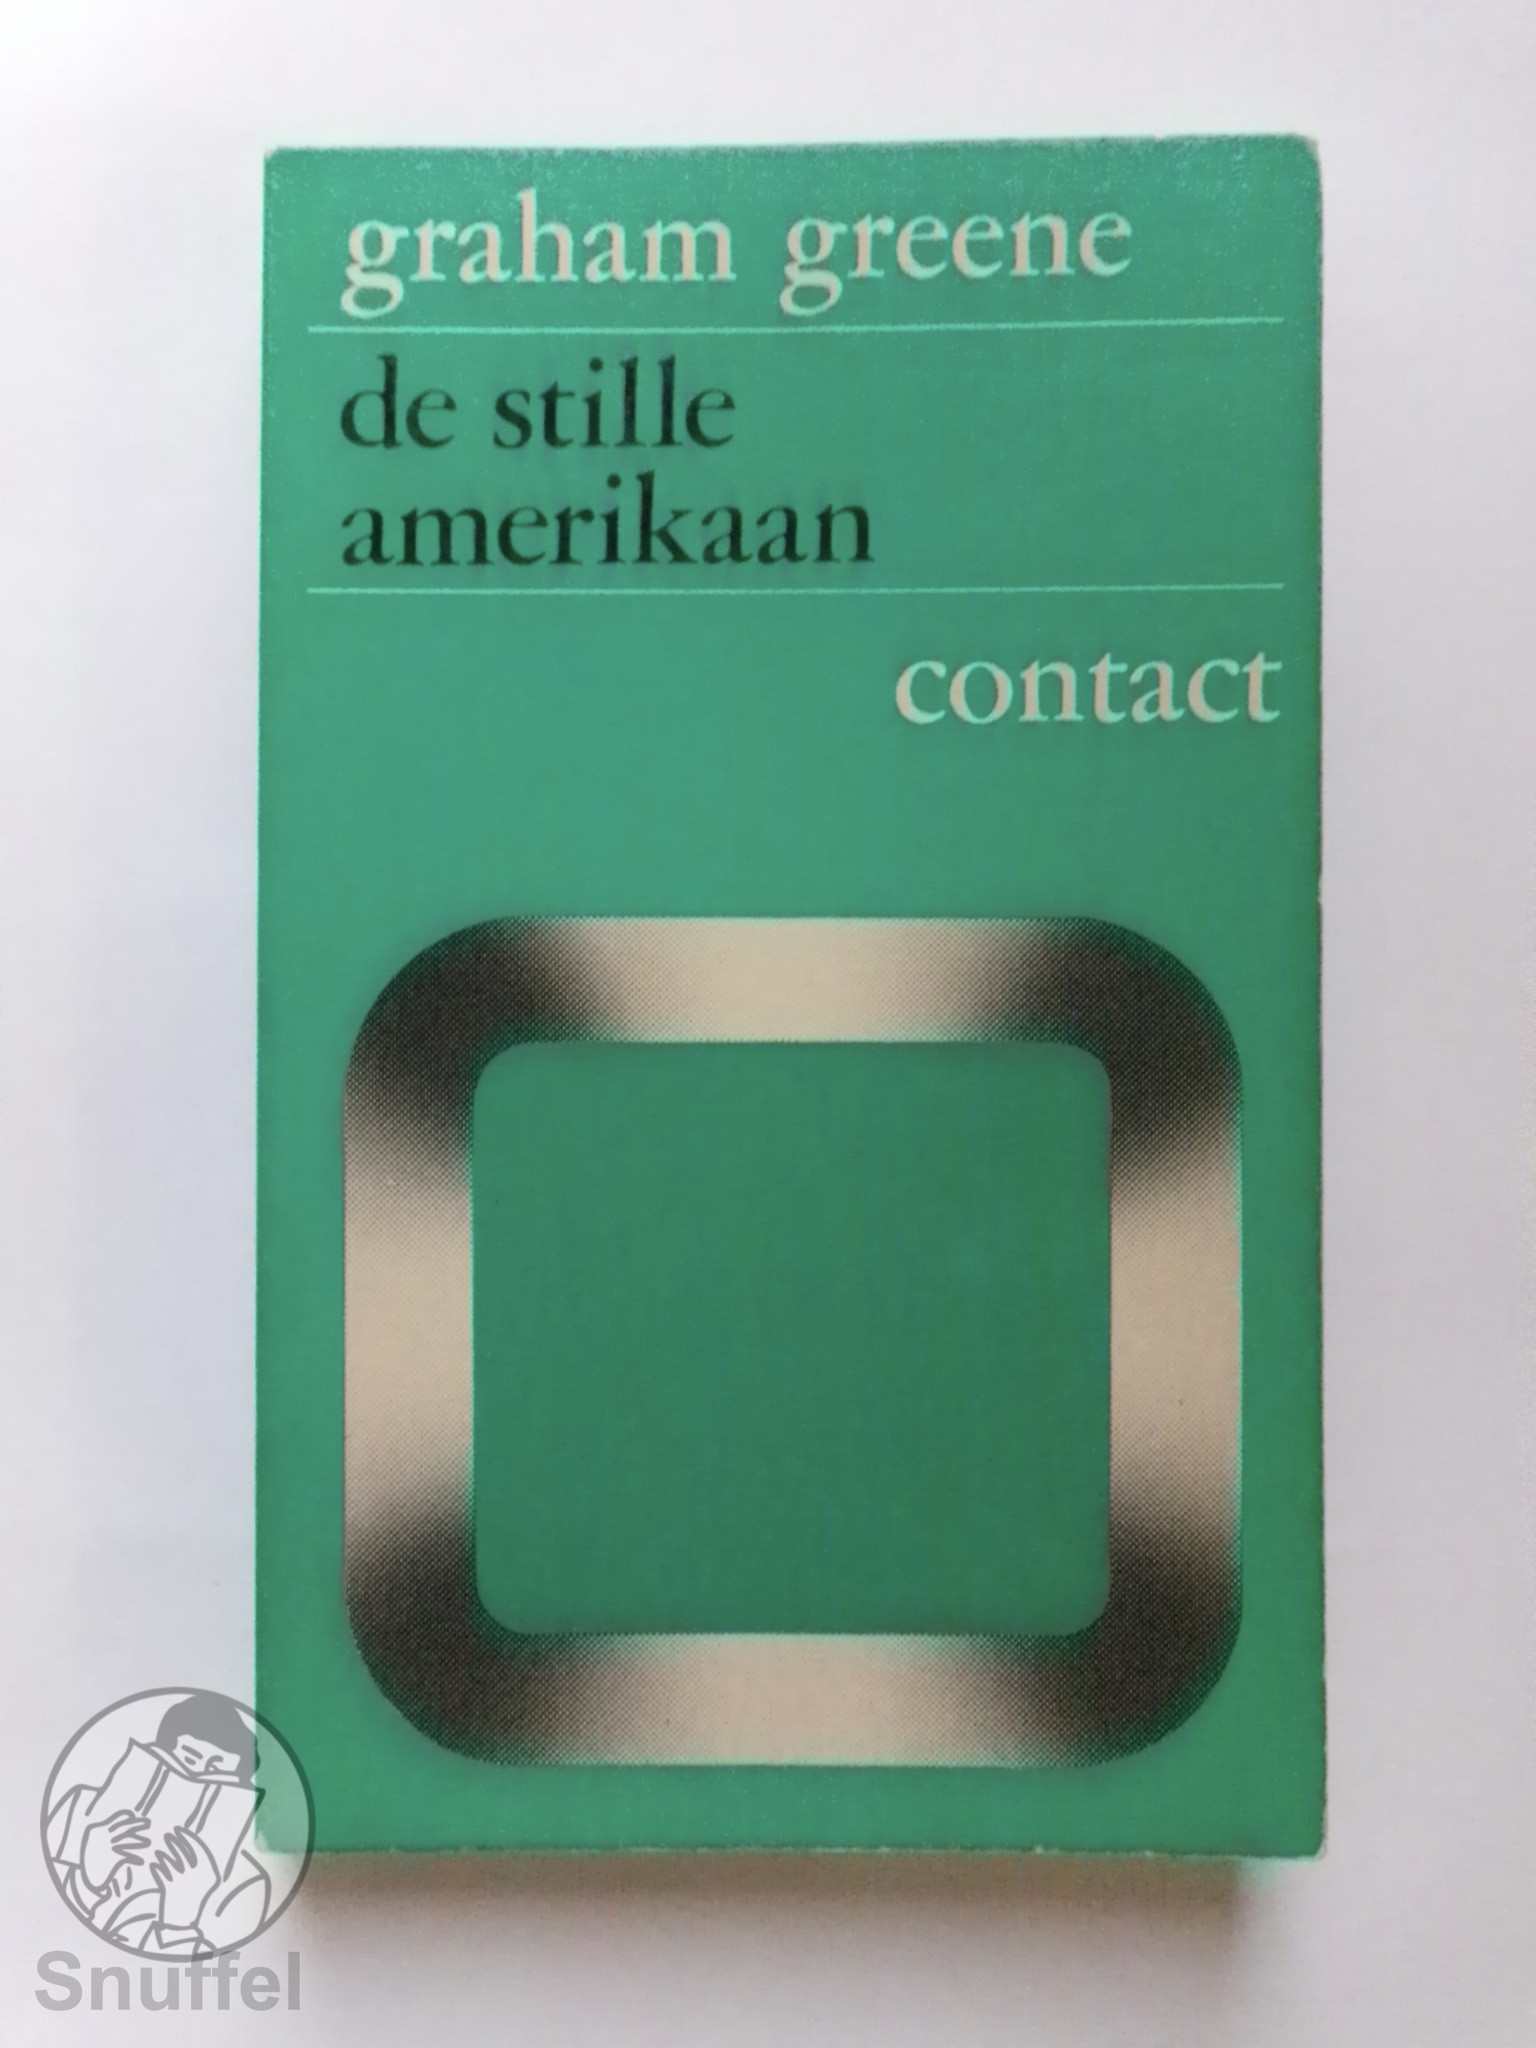 graham greene
de stille
amerikaan
contact
Snuffel